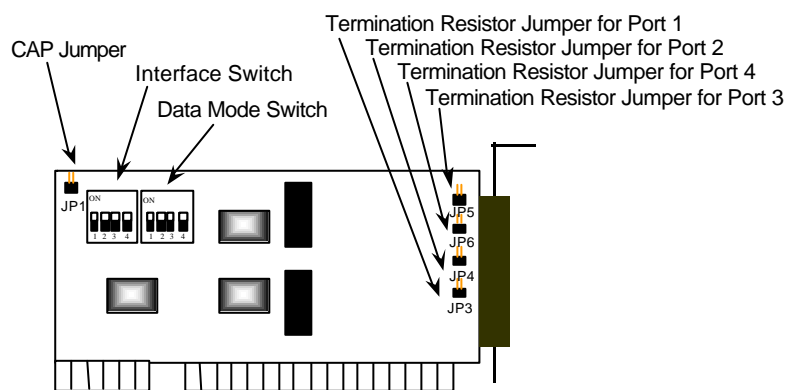 Termination Resistor Jumper for Port 1
Termination Resistor Jumper for Port 2
Termination Resistor Jumper for Port 4
Termination Resistor Jumper for Port 3
CAP Jumper
Interface Switch
Data Mode Switch
JP1
ON
1 2 3 4
ON
1 2 3 4
JP5
JP6
JP4
JP3